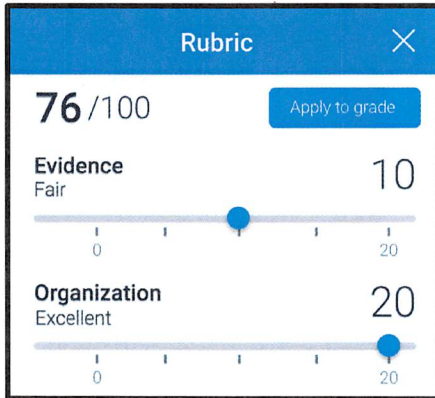 Rubric
76/100
Apply to grade
Evidence
10
Fair
0 20
Organization
20
Excellent
0 20